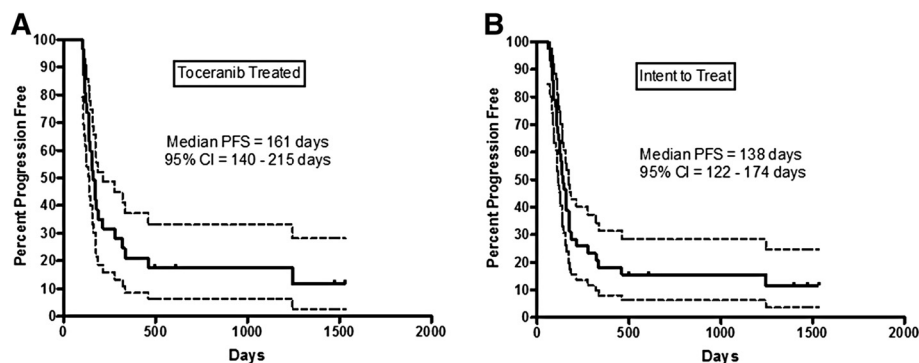 A
Percent Progression Free
100
90
80
70
60
50
40
30
20
10
0
Toceranib Treated
Median PFS = 161 days
95% CI = 140 - 215 days
0 500 1000 1500 2000
Days
B
Percent Progression Free
100
90
80
70
60
50
40
30
20
10
0
Intent to Treat
Median PFS = 138 days
95% CI = 122 - 174 days
0 500 1000 1500 2000
Days